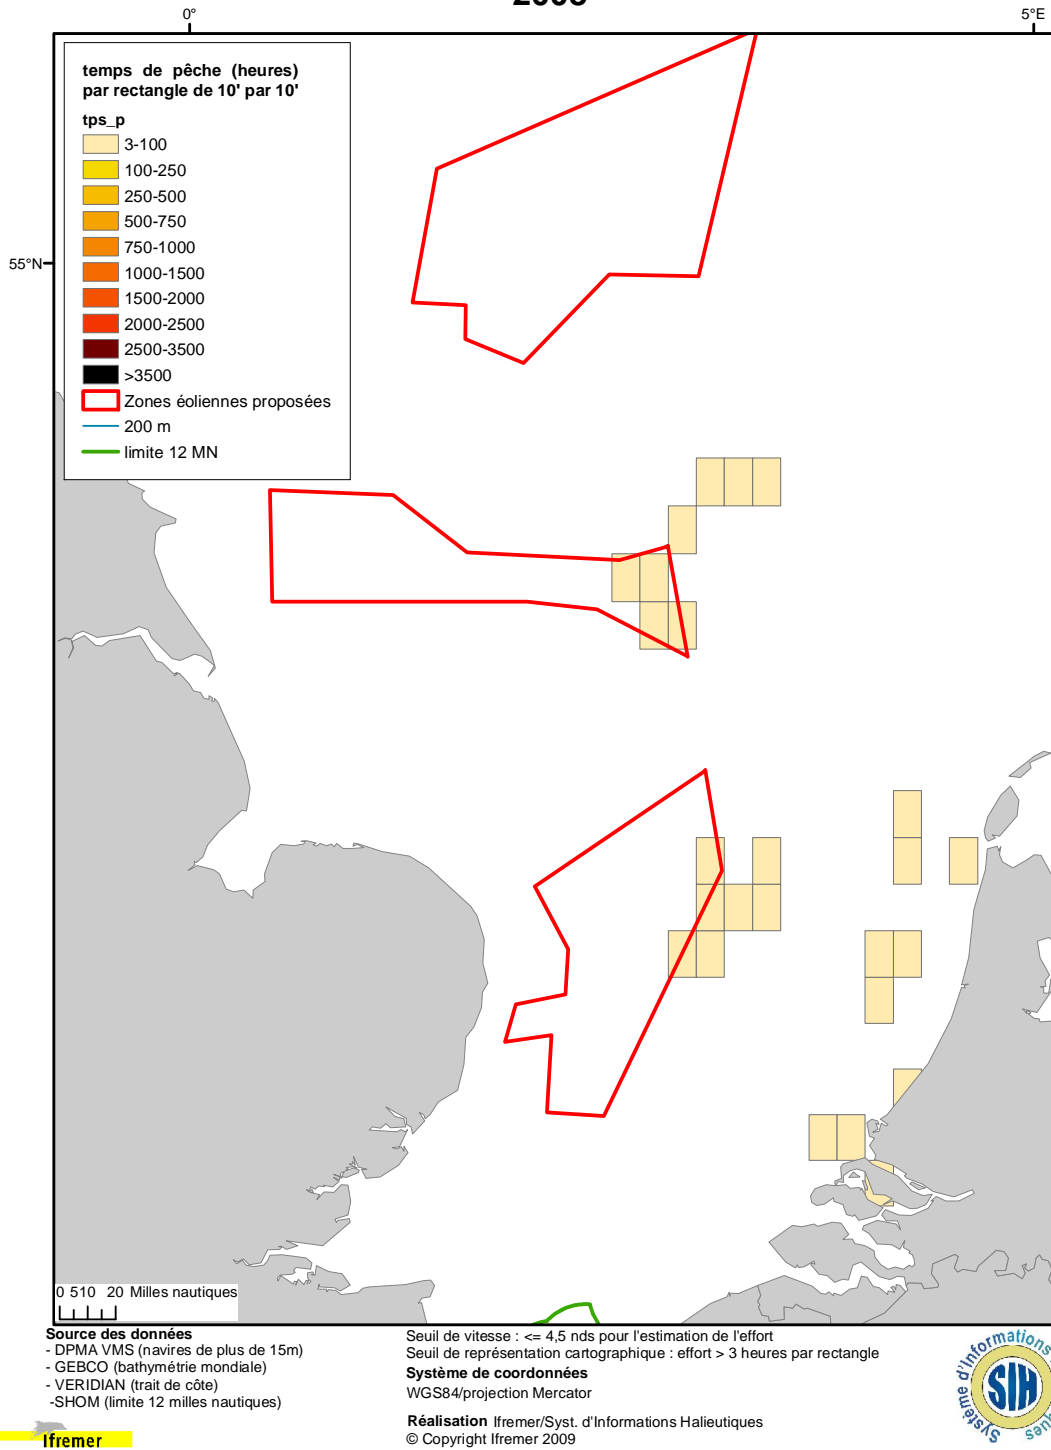 2008
0°
5°E
55°N
temps de pêche (heures)
par rectangle de 10' par 10'
tps_p
3-100
100-250
250-500
500-750
750-1000
1000-1500
1500-2000
2000-2500
2500-3500
>3500
Zones éoliennes proposées
200 m
limite 12 MN
0 5 10 20 Milles nautiques
Source des données
- DPMA VMS (navires de plus de 15m)
- GEBCO (bathymétrie mondiale)
- VERIDIAN (trait de côte)
-SHOM (limite 12 milles nautiques)
Seuil de vitesse : <= 4,5 nds pour l'estimation de l'effort
Seuil de représentation cartographique : effort > 3 heures par rectangle
Système de coordonnées
WGS84/projection Mercator
Réalisation Ifremer/Syst. d'Informations Halieutiques
© Copyright Ifremer 2009
Ifremer
Système d'Informations
SIH